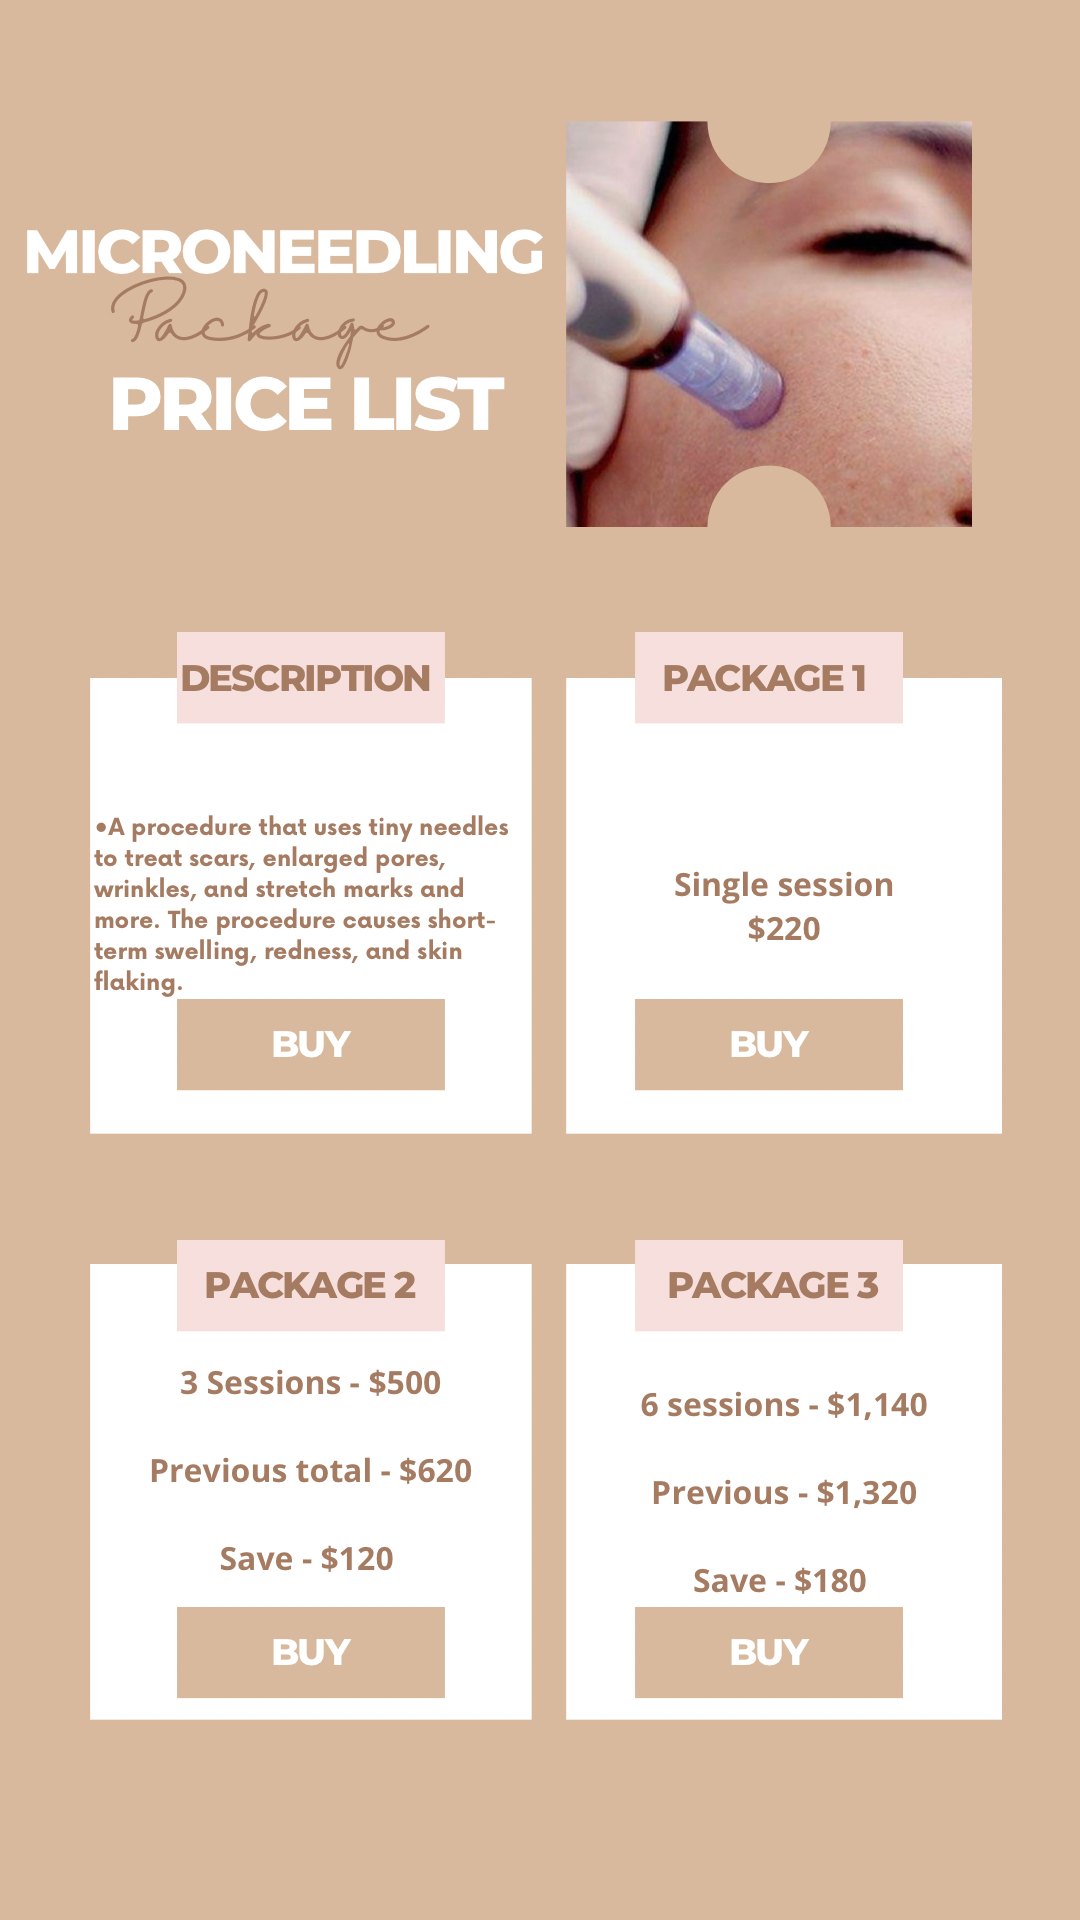 MICRONEEDLING
Package
PRICE LIST
DESCRIPTION
•A procedure that uses tiny needles
to treat scars, enlarged pores,
wrinkles, and stretch marks and
more. The procedure causes short-
term swelling, redness, and skin
flaking.
BUY
PACKAGE 1
Single session
$220
BUY
PACKAGE 2
3 Sessions - $500
Previous total - $620
Save - $120
BUY
PACKAGE 3
6 sessions - $1,140
Previous - $1,320
Save - $180
BUY